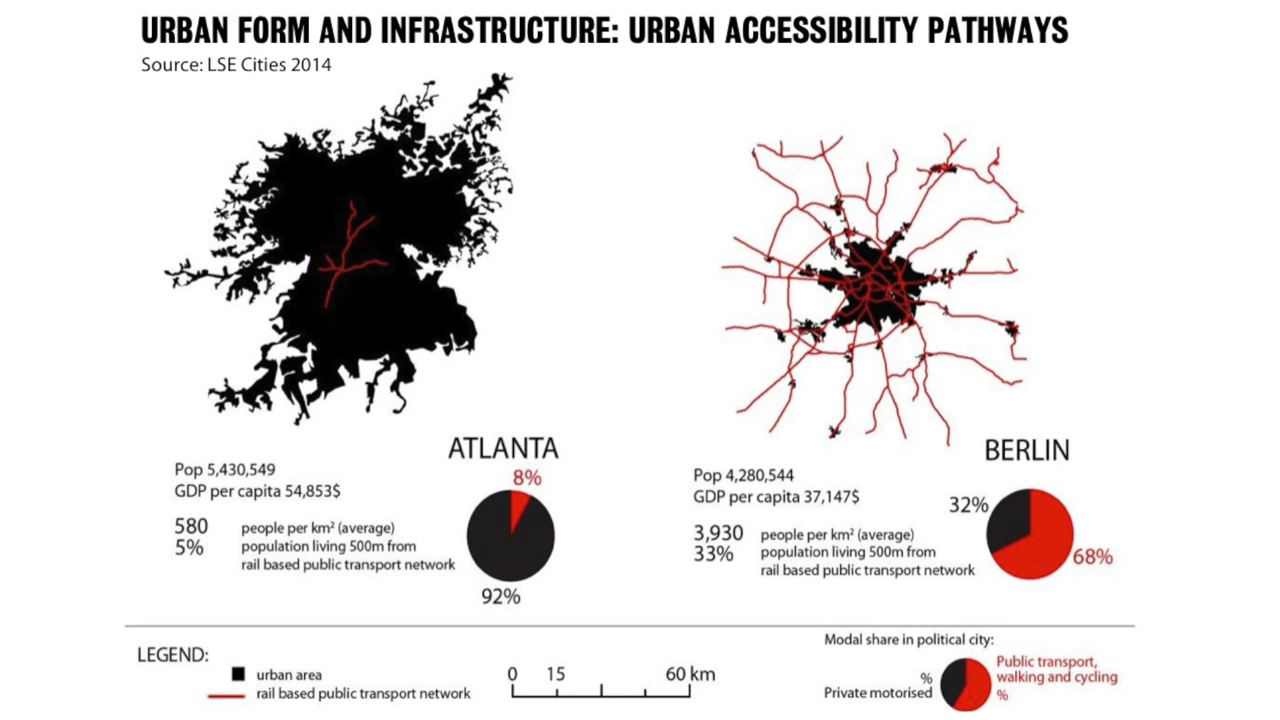 URBAN FORM AND INFRASTRUCTURE: URBAN ACCESSIBILITY PATHWAYS
Source: LSE Cities 2014
ATLANTA
Pop 5,430,549
GDP per capita 54,853$
580 people per km² (average)
5% population living 500m from
rail based public transport network
8%
92%
BERLIN
Pop 4,280,544
GDP per capita 37,147$
3,930 people per km² (average)
33% population living 500m from
rail based public transport network
32%
68%
LEGEND:
urban area
rail based public transport network
0 15 60 km
Modal share in political city:
%
Private motorised
Public transport,
walking and cycling
%